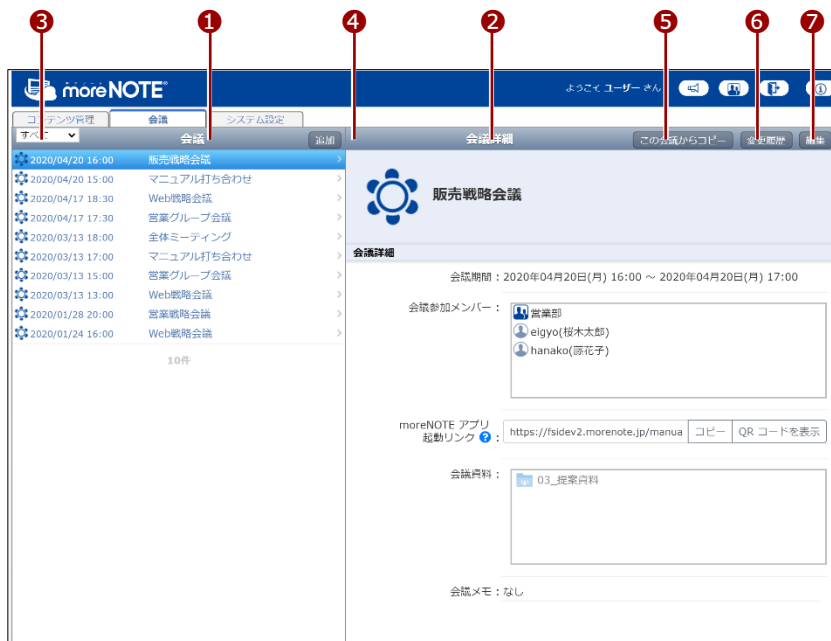 3 1 4 2 5 6 7
moreNOTE
ようこそ ユーザー さん
コンテンツ管理 会議 システム設定
すべて 会議 追加 会議詳細 この会議からコピー 変更履歴 編集
2020/04/20 16:00 販売戦略会議
2020/04/20 15:00 マニュアル打ち合わせ
2020/04/17 18:30 Web戦略会議
2020/04/17 17:30 営業グループ会議
2020/03/13 18:00 全体ミーティング
2020/03/13 17:00 マニュアル打ち合わせ
2020/03/13 15:00 営業グループ会議
2020/03/13 13:00 Web戦略会議
2020/01/28 20:00 営業戦略会議
2020/01/24 16:00 Web戦略会議
10件
販売戦略会議
会議詳細
会議期間：2020年04月20日(月) 16:00 ～ 2020年04月20日(月) 17:00
会議参加メンバー：
営業部
eigyo(桜木太郎)
hanako(藤花子)
moreNOTE アプリ
起動リンク ?：
https://fsidev2.morenote.jp/manua コピー QR コードを表示
会議資料：
03_提案資料
会議メモ：なし